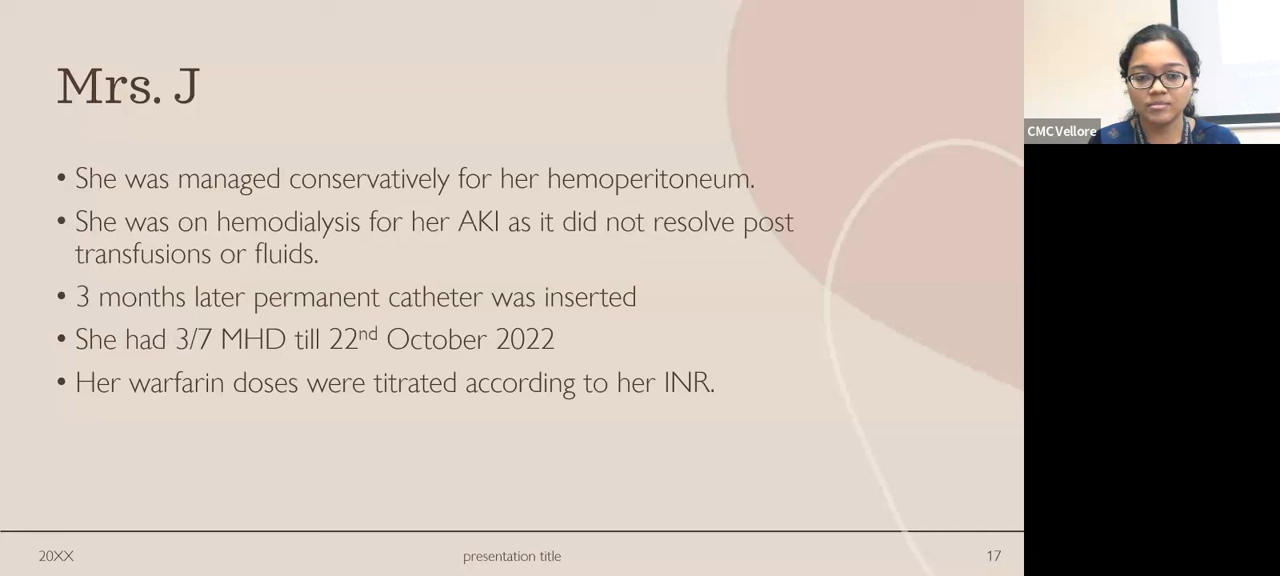 Mrs. J
• She was managed conservatively for her hemoperitoneum.
• She was on hemodialysis for her AKI as it did not resolve post
transfusions or fluids.
• 3 months later permanent catheter was inserted
• She had 3/7 MHD till 22nd October 2022
• Her warfarin doses were titrated according to her INR.
20XX
presentation title
17
CMC Vellore